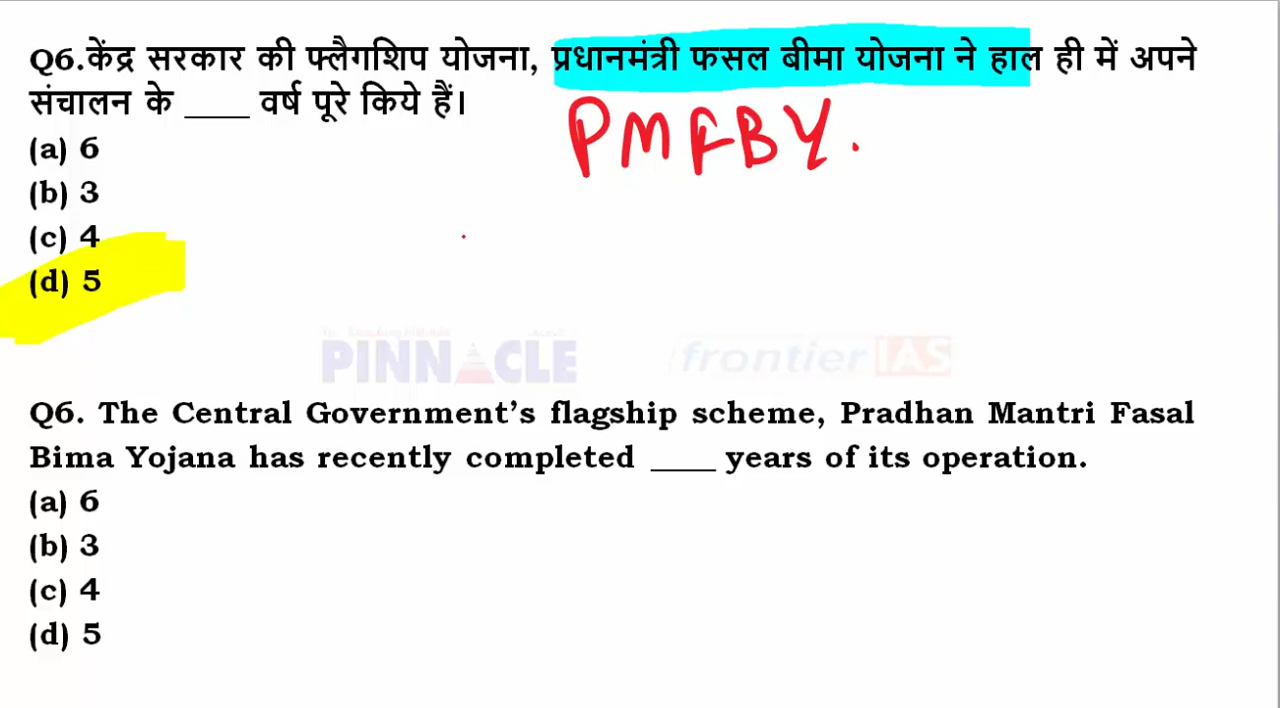 Q6.केंद्र सरकार की फ्लैगशिप योजना, प्रधानमंत्री फसल बीमा योजना ने हाल ही में अपने
संचालन के ____ वर्ष पूरे किये हैं।
PMFBY.
(a) 6
(b) 3
(c) 4
(d) 5
PINNACLE
frontier IAS
Q6. The Central Government's flagship scheme, Pradhan Mantri Fasal
Bima Yojana has recently completed ____ years of its operation.
(a) 6
(b) 3
(c) 4
(d) 5